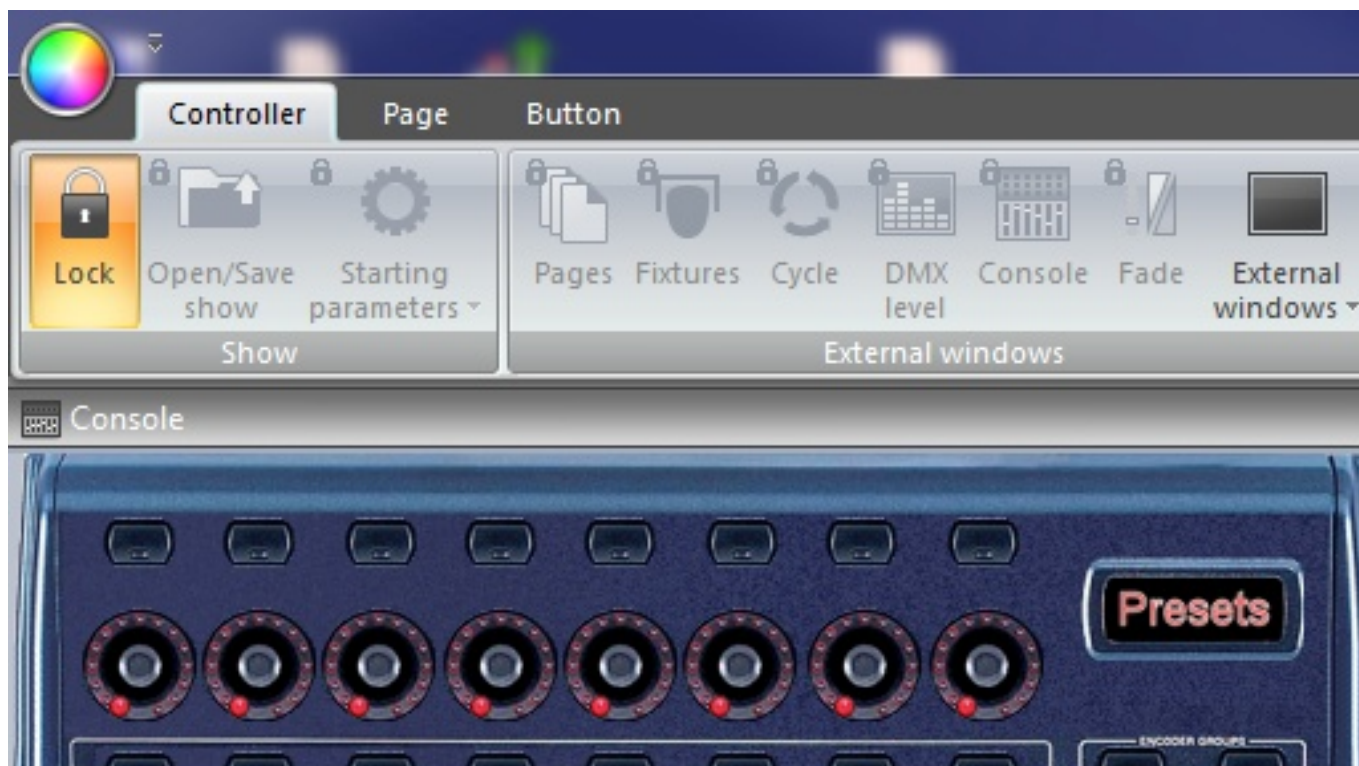 Controller Page Button
Lock Open/Save show Starting parameters Pages Fixtures Cycle DMX level Console Fade External windows
Show External windows
Console
Presets
ENCODER GROUPS